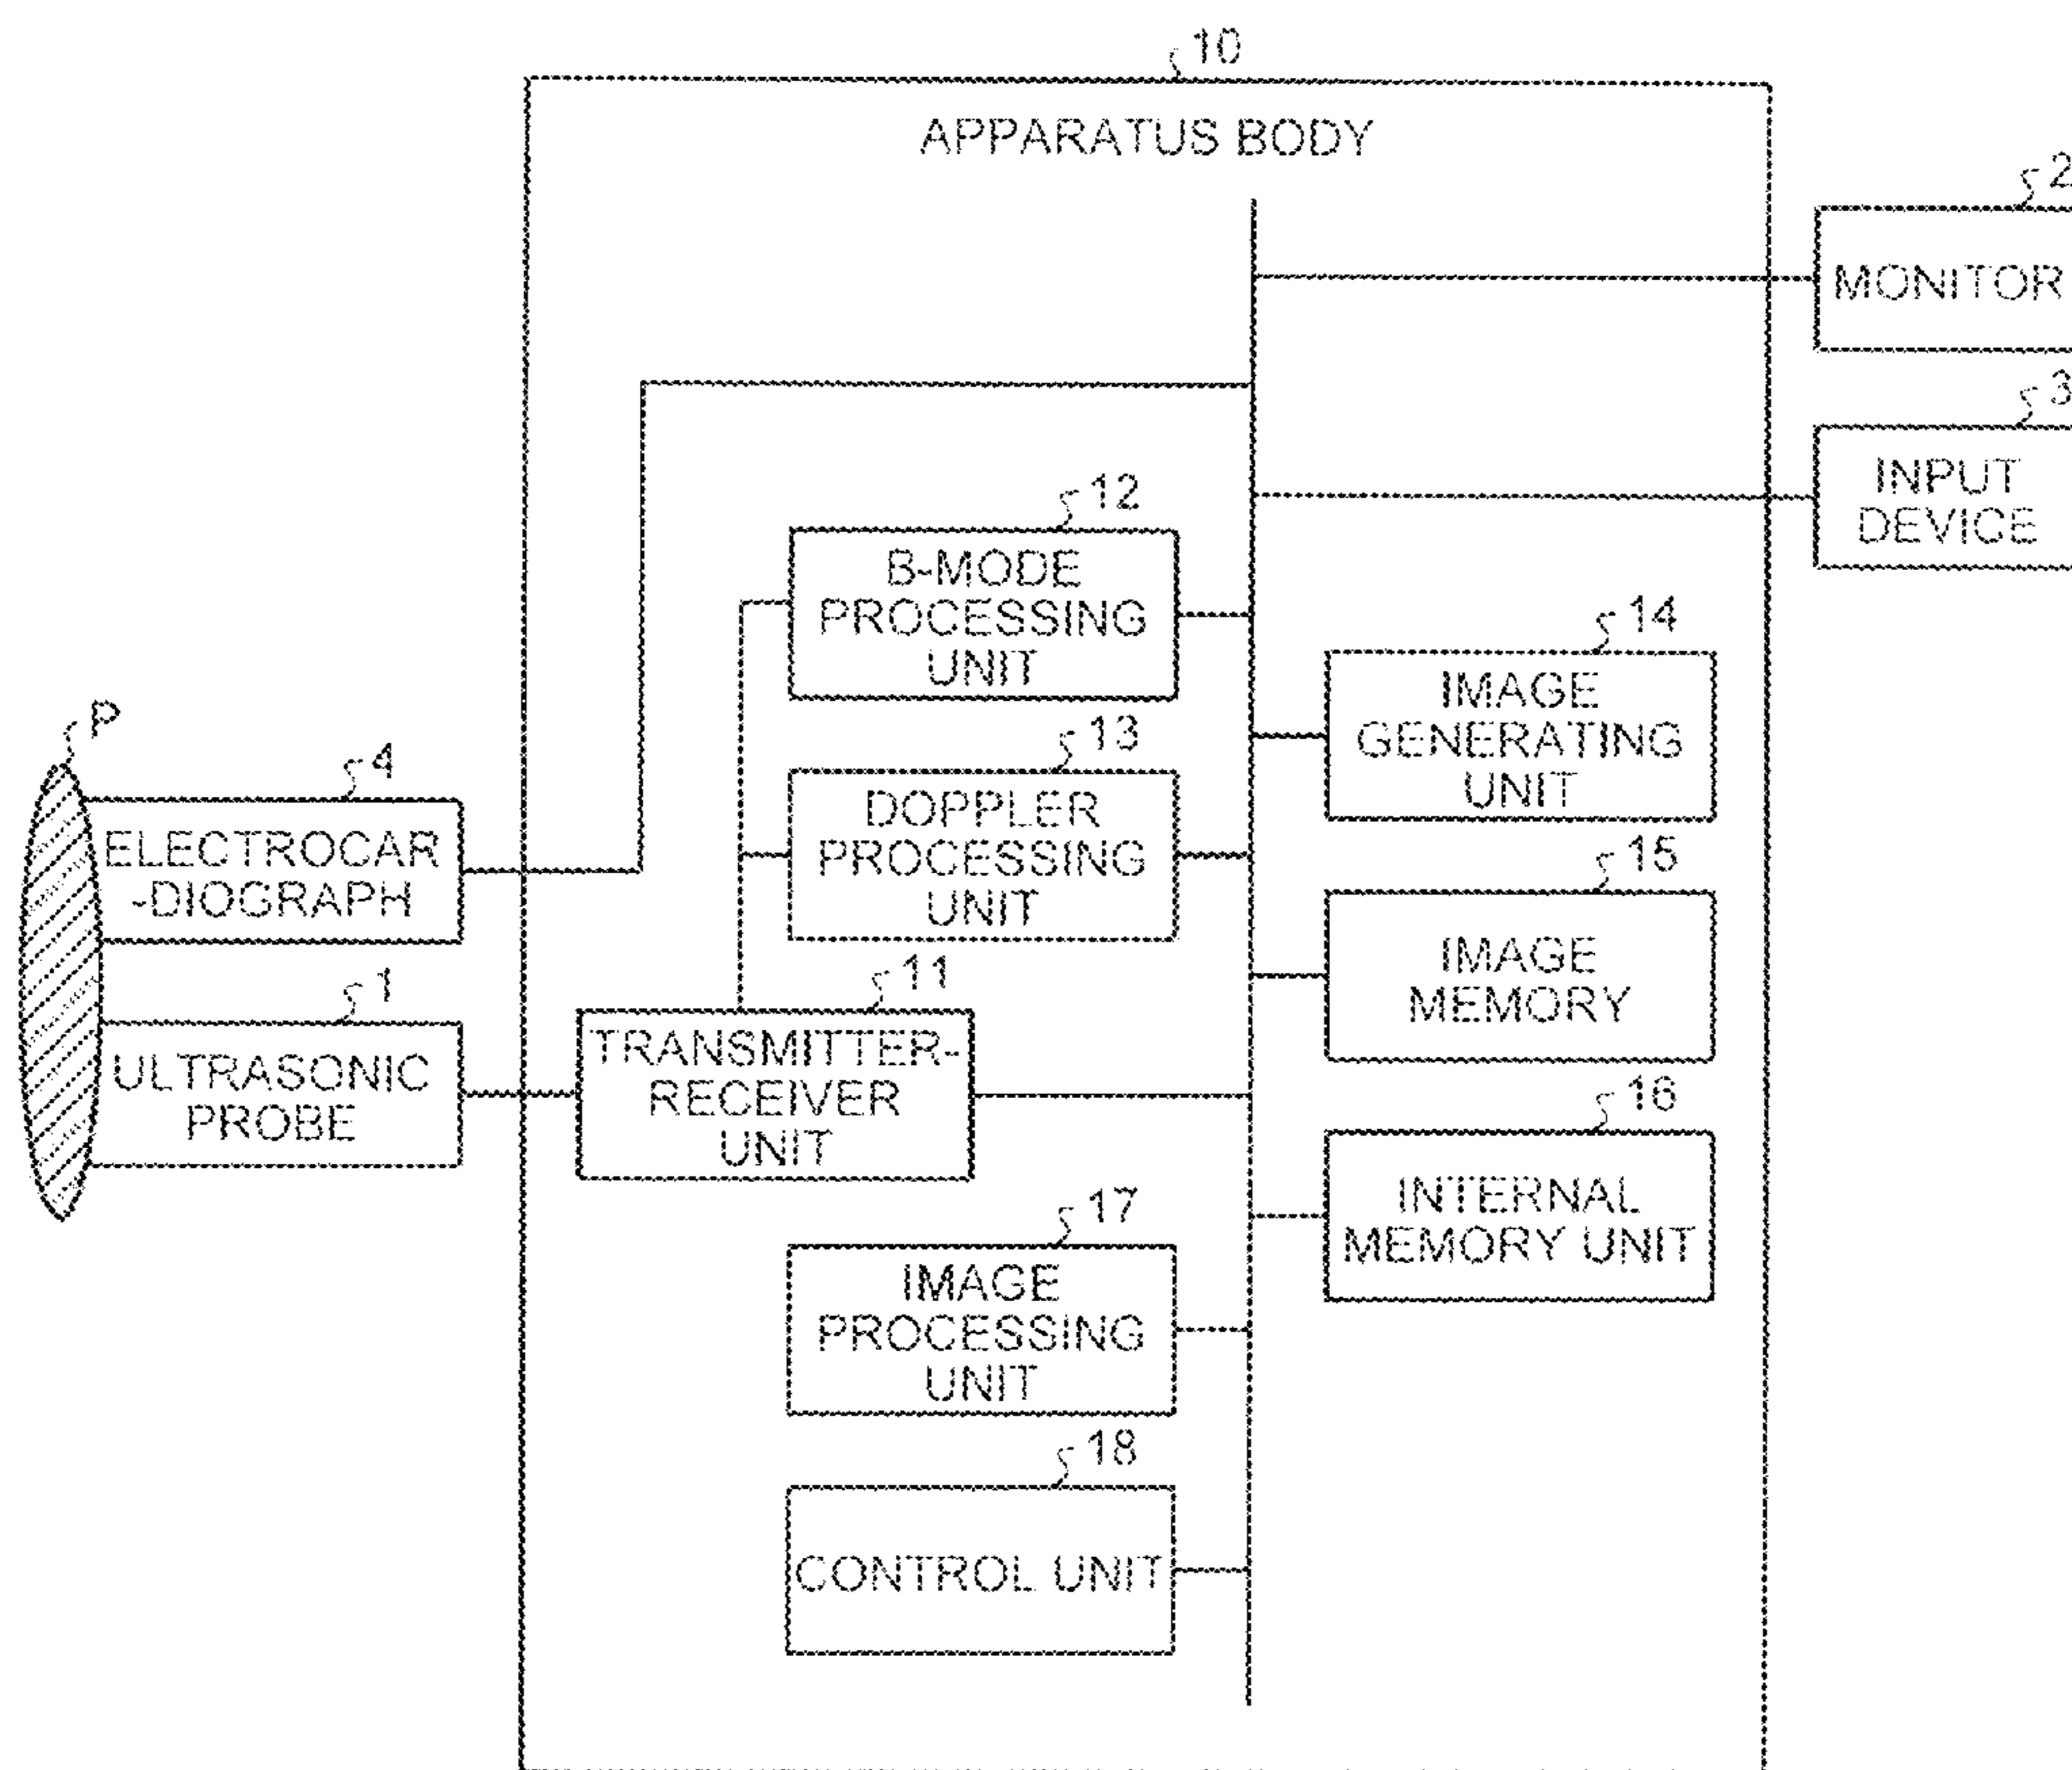 10
APPARATUS BODY
2
MONITOR
3
INPUT
DEVICE
12
B-MODE
PROCESSING
UNIT
14
IMAGE
GENERATING
UNIT
P
4
ELECTROCAR
-DIOGRAPH
13
DOPPLER
PROCESSING
UNIT
15
IMAGE
MEMORY
1
ULTRASONIC
PROBE
11
TRANSMITTER-
RECEIVER
UNIT
16
INTERNAL
MEMORY UNIT
17
IMAGE
PROCESSING
UNIT
18
CONTROL UNIT